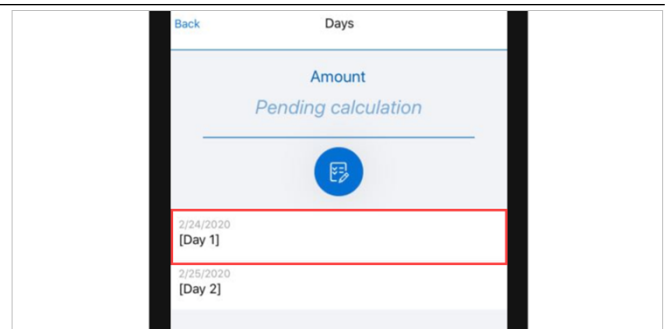 Back
Days
Amount
Pending calculation
2/24/2020
[Day 1]
2/25/2020
[Day 2]